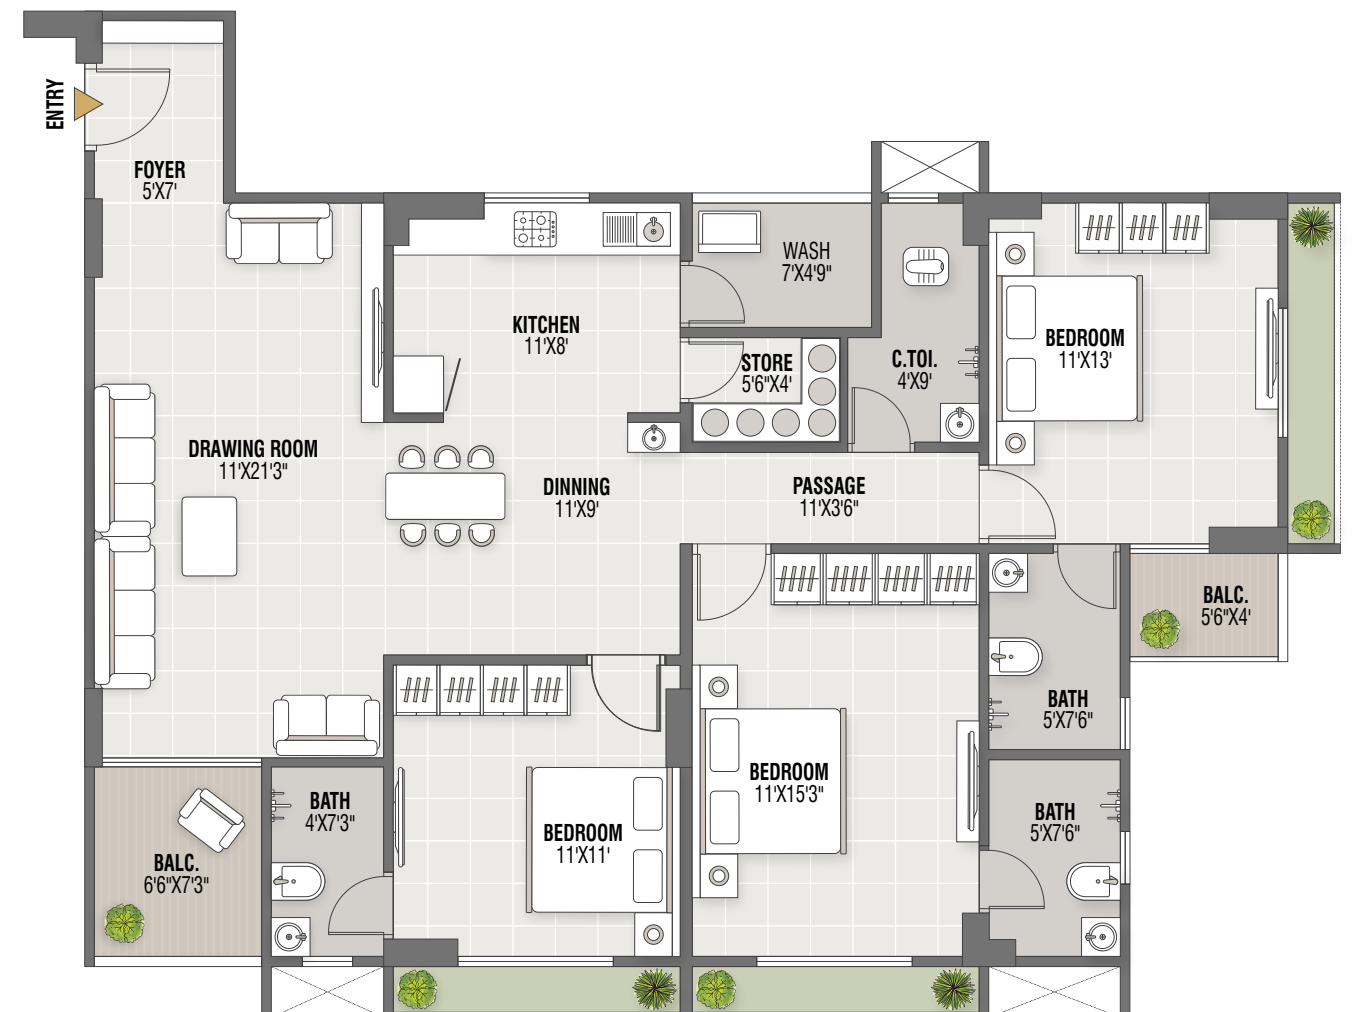 ENTRY
FOYER
5'X7'
WASH
7'X4'9"
KITCHEN
11'X8'
STORE
5'6"X4'
C.TOI.
4'X9'
BEDROOM
11'X13'
DRAWING ROOM
11'X21'3"
DINNING
11'X9'
PASSAGE
11'X3'6"
BALC.
5'6"X4'
BATH
5'X7'6"
BEDROOM
11'X15'3"
BATH
4'X7'3"
BEDROOM
11'X11'
BATH
5'X7'6"
BALC.
6'6"X7'3"